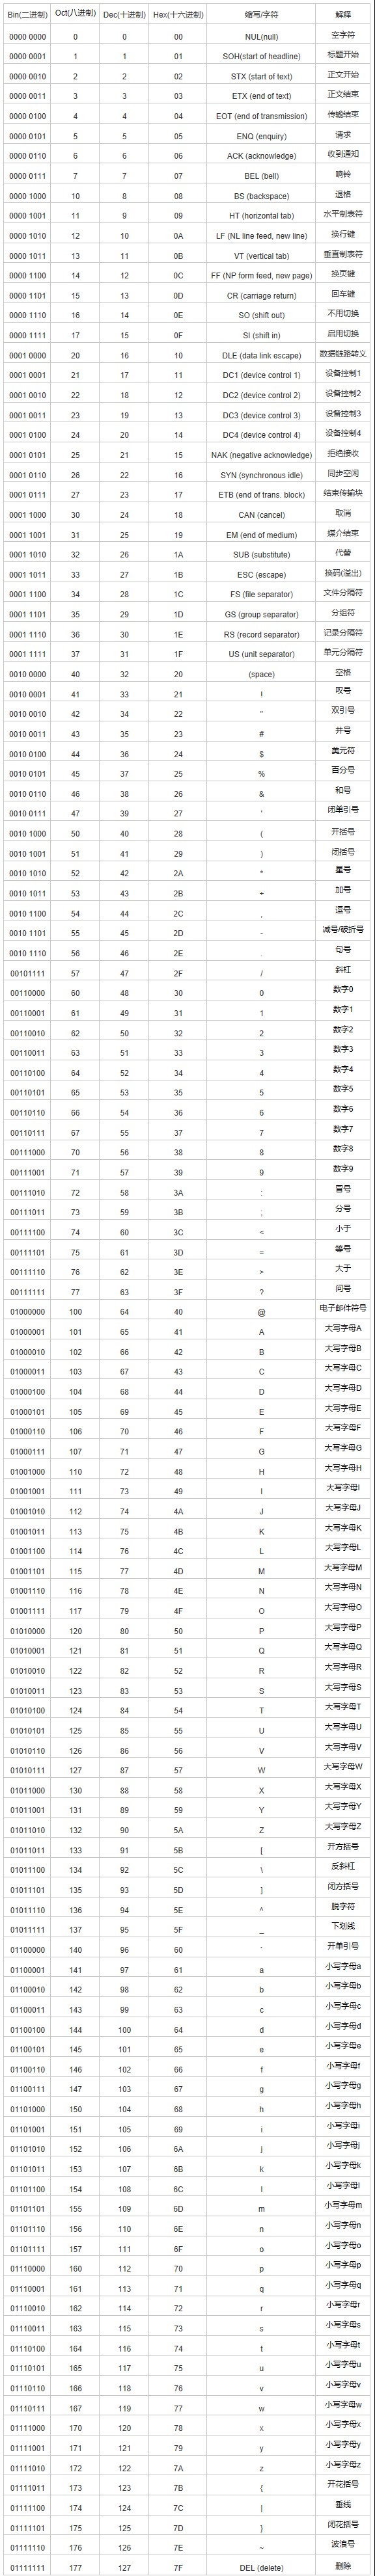 Bin(二进制) Oct(八进制) Dec(十进制) Hex(十六进制) 缩写/字符 解释
0000 0000 0 0 00 NUL(null) 空字符
0000 0001 1 1 01 SOH(start of headline) 标题开始
0000 0010 2 2 02 STX (start of text) 正文开始
0000 0011 3 3 03 ETX (end of text) 正文结束
0000 0100 4 4 04 EOT (end of transmission) 传输结束
0000 0101 5 5 05 ENQ (enquiry) 请求
0000 0110 6 6 06 ACK (acknowledge) 收到通知
0000 0111 7 7 07 BEL (bell) 响铃
0000 1000 10 8 08 BS (backspace) 退格
0000 1001 11 9 09 HT (horizontal tab) 水平制表符
0000 1010 12 10 0A LF (NL line feed, new line) 换行键
0000 1011 13 11 0B VT (vertical tab) 垂直制表符
0000 1100 14 12 0C FF (NP form feed, new page) 换页键
0000 1101 15 13 0D CR (carriage return) 回车键
0000 1110 16 14 0E SO (shift out) 不用切换
0000 1111 17 15 0F SI (shift in) 启用切换
0001 0000 20 16 10 DLE (data link escape) 数据链路转义
0001 0001 21 17 11 DC1 (device control 1) 设备控制1
0001 0010 22 18 12 DC2 (device control 2) 设备控制2
0001 0011 23 19 13 DC3 (device control 3) 设备控制3
0001 0100 24 20 14 DC4 (device control 4) 设备控制4
0001 0101 25 21 15 NAK (negative acknowledge) 拒绝接收
0001 0110 26 22 16 SYN (synchronous idle) 同步空闲
0001 0111 27 23 17 ETB (end of trans. block) 结束传输块
0001 1000 30 24 18 CAN (cancel) 取消
0001 1001 31 25 19 EM (end of medium) 媒介结束
0001 1010 32 26 1A SUB (substitute) 代替
0001 1011 33 27 1B ESC (escape) 换码(溢出)
0001 1100 34 28 1C FS (file separator) 文件分隔符
0001 1101 35 29 1D GS (group separator) 分组符
0001 1110 36 30 1E RS (record separator) 记录分隔符
0001 1111 37 31 1F US (unit separator) 单元分隔符
0010 0000 40 32 20 (space) 空格
0010 0001 41 33 21 ! 叹号
0010 0010 42 34 22 " 双引号
0010 0011 43 35 23 # 井号
0010 0100 44 36 24 $ 美元符
0010 0101 45 37 25 % 百分号
0010 0110 46 38 26 & 和号
0010 0111 47 39 27 ' 闭单引号
0010 1000 50 40 28 ( 开括号
0010 1001 51 41 29 ) 闭括号
0010 1010 52 42 2A * 星号
0010 1011 53 43 2B + 加号
0010 1100 54 44 2C , 逗号
0010 1101 55 45 2D - 减号/破折号
0010 1110 56 46 2E . 句号
00101111 57 47 2F / 斜杠
00110000 60 48 30 0 数字0
00110001 61 49 31 1 数字1
00110010 62 50 32 2 数字2
00110011 63 51 33 3 数字3
00110100 64 52 34 4 数字4
00110101 65 53 35 5 数字5
00110110 66 54 36 6 数字6
00110111 67 55 37 7 数字7
00111000 70 56 38 8 数字8
00111001 71 57 39 9 数字9
00111010 72 58 3A : 冒号
00111011 73 59 3B ; 分号
00111100 74 60 3C < 小于
00111101 75 61 3D = 等号
00111110 76 62 3E > 大于
00111111 77 63 3F ? 问号
01000000 100 64 40 @ 电子邮件符号
01000001 101 65 41 A 大写字母A
01000010 102 66 42 B 大写字母B
01000011 103 67 43 C 大写字母C
01000100 104 68 44 D 大写字母D
01000101 105 69 45 E 大写字母E
01000110 106 70 46 F 大写字母F
01000111 107 71 47 G 大写字母G
01001000 110 72 48 H 大写字母H
01001001 111 73 49 I 大写字母I
01001010 112 74 4A J 大写字母J
01001011 113 75 4B K 大写字母K
01001100 114 76 4C L 大写字母L
01001101 115 77 4D M 大写字母M
01001110 116 78 4E N 大写字母N
01001111 117 79 4F O 大写字母O
01010000 120 80 50 P 大写字母P
01010001 121 81 51 Q 大写字母Q
01010010 122 82 52 R 大写字母R
01010011 123 83 53 S 大写字母S
01010100 124 84 54 T 大写字母T
01010101 125 85 55 U 大写字母U
01010110 126 86 56 V 大写字母V
01010111 127 87 57 W 大写字母W
01011000 130 88 58 X 大写字母X
01011001 131 89 59 Y 大写字母Y
01011010 132 90 5A Z 大写字母Z
01011011 133 91 5B [ 开方括号
01011100 134 92 5C \ 反斜杠
01011101 135 93 5D ] 闭方括号
01011110 136 94 5E ^ 脱字符
01011111 137 95 5F _ 下划线
01100000 140 96 60 ` 开单引号
01100001 141 97 61 a 小写字母a
01100010 142 98 62 b 小写字母b
01100011 143 99 63 c 小写字母c
01100100 144 100 64 d 小写字母d
01100101 145 101 65 e 小写字母e
01100110 146 102 66 f 小写字母f
01100111 147 103 67 g 小写字母g
01101000 150 104 68 h 小写字母h
01101001 151 105 69 i 小写字母i
01101010 152 106 6A j 小写字母j
01101011 153 107 6B k 小写字母k
01101100 154 108 6C l 小写字母l
01101101 155 109 6D m 小写字母m
01101110 156 110 6E n 小写字母n
01101111 157 111 6F o 小写字母o
01110000 160 112 70 p 小写字母p
01110001 161 113 71 q 小写字母q
01110010 162 114 72 r 小写字母r
01110011 163 115 73 s 小写字母s
01110100 164 116 74 t 小写字母t
01110101 165 117 75 u 小写字母u
01110110 166 118 76 v 小写字母v
01110111 167 119 77 w 小写字母w
01111000 170 120 78 x 小写字母x
01111001 171 121 79 y 小写字母y
01111010 172 122 7A z 小写字母z
01111011 173 123 7B { 开花括号
01111100 174 124 7C | 垂线
01111101 175 125 7D } 闭花括号
01111110 176 126 7E ~ 波浪号
01111111 177 127 7F DEL (delete) 删除